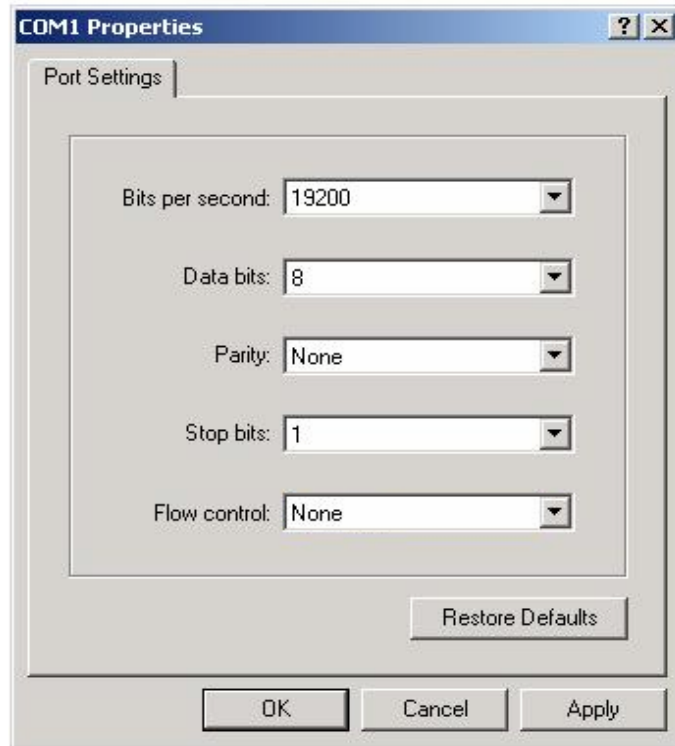 COM1 Properties
Port Settings
Bits per second: 19200
Data bits: 8
Parity: None
Stop bits: 1
Flow control: None
Restore Defaults
OK Cancel Apply